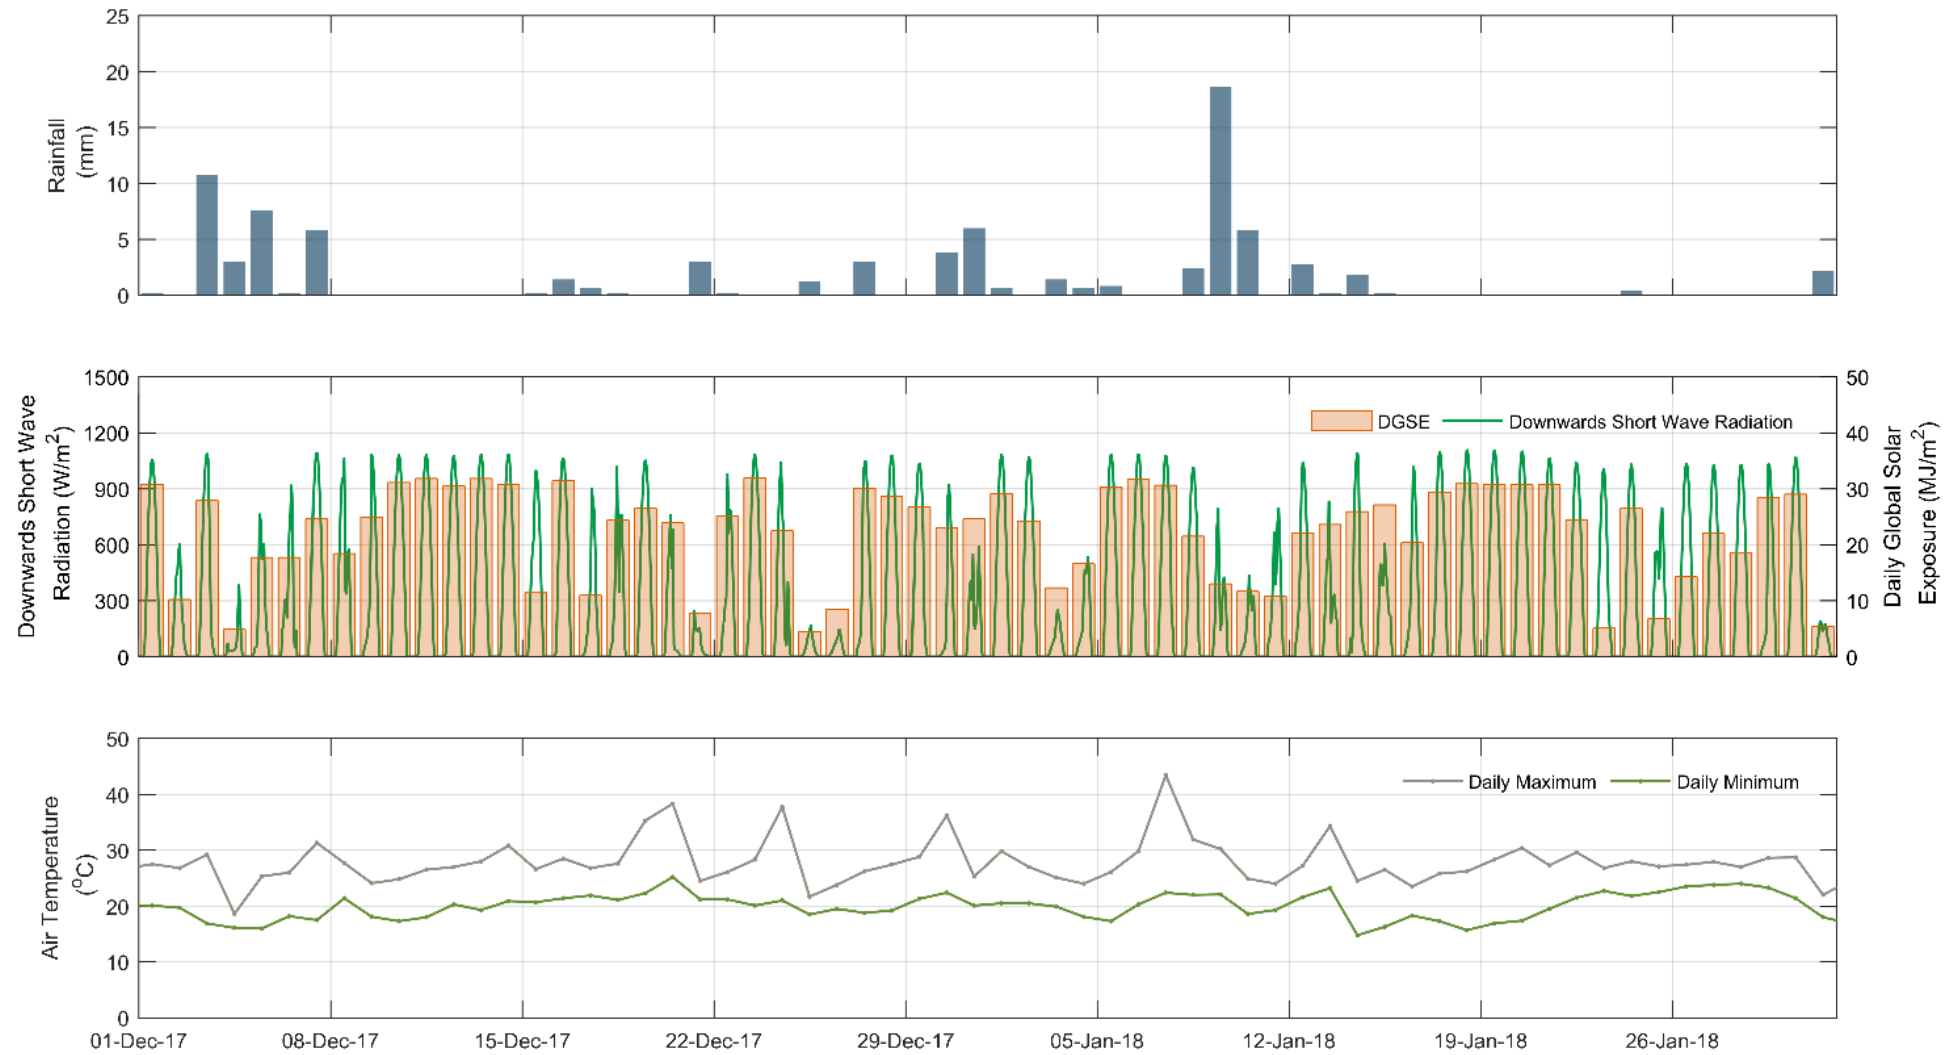 25
20
15
10
5
0
Rainfall
(mm)
1500
1200
900
600
300
0
Downwards Short Wave
Radiation (W/m2)
50
40
30
20
10
0
Daily Global Solar
Exposure (MJ/m2)
DGSE
Downwards Short Wave Radiation
50
40
30
20
10
0
Air Temperature
(oC)
Daily Maximum
Daily Minimum
01-Dec-17
08-Dec-17
15-Dec-17
22-Dec-17
29-Dec-17
05-Jan-18
12-Jan-18
19-Jan-18
26-Jan-18